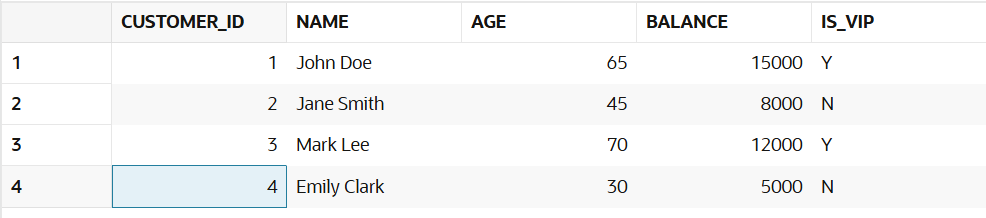 CUSTOMER_ID NAME AGE BALANCE IS_VIP
1 1 John Doe 65 15000 Y
2 2 Jane Smith 45 8000 N
3 3 Mark Lee 70 12000 Y
4 4 Emily Clark 30 5000 N